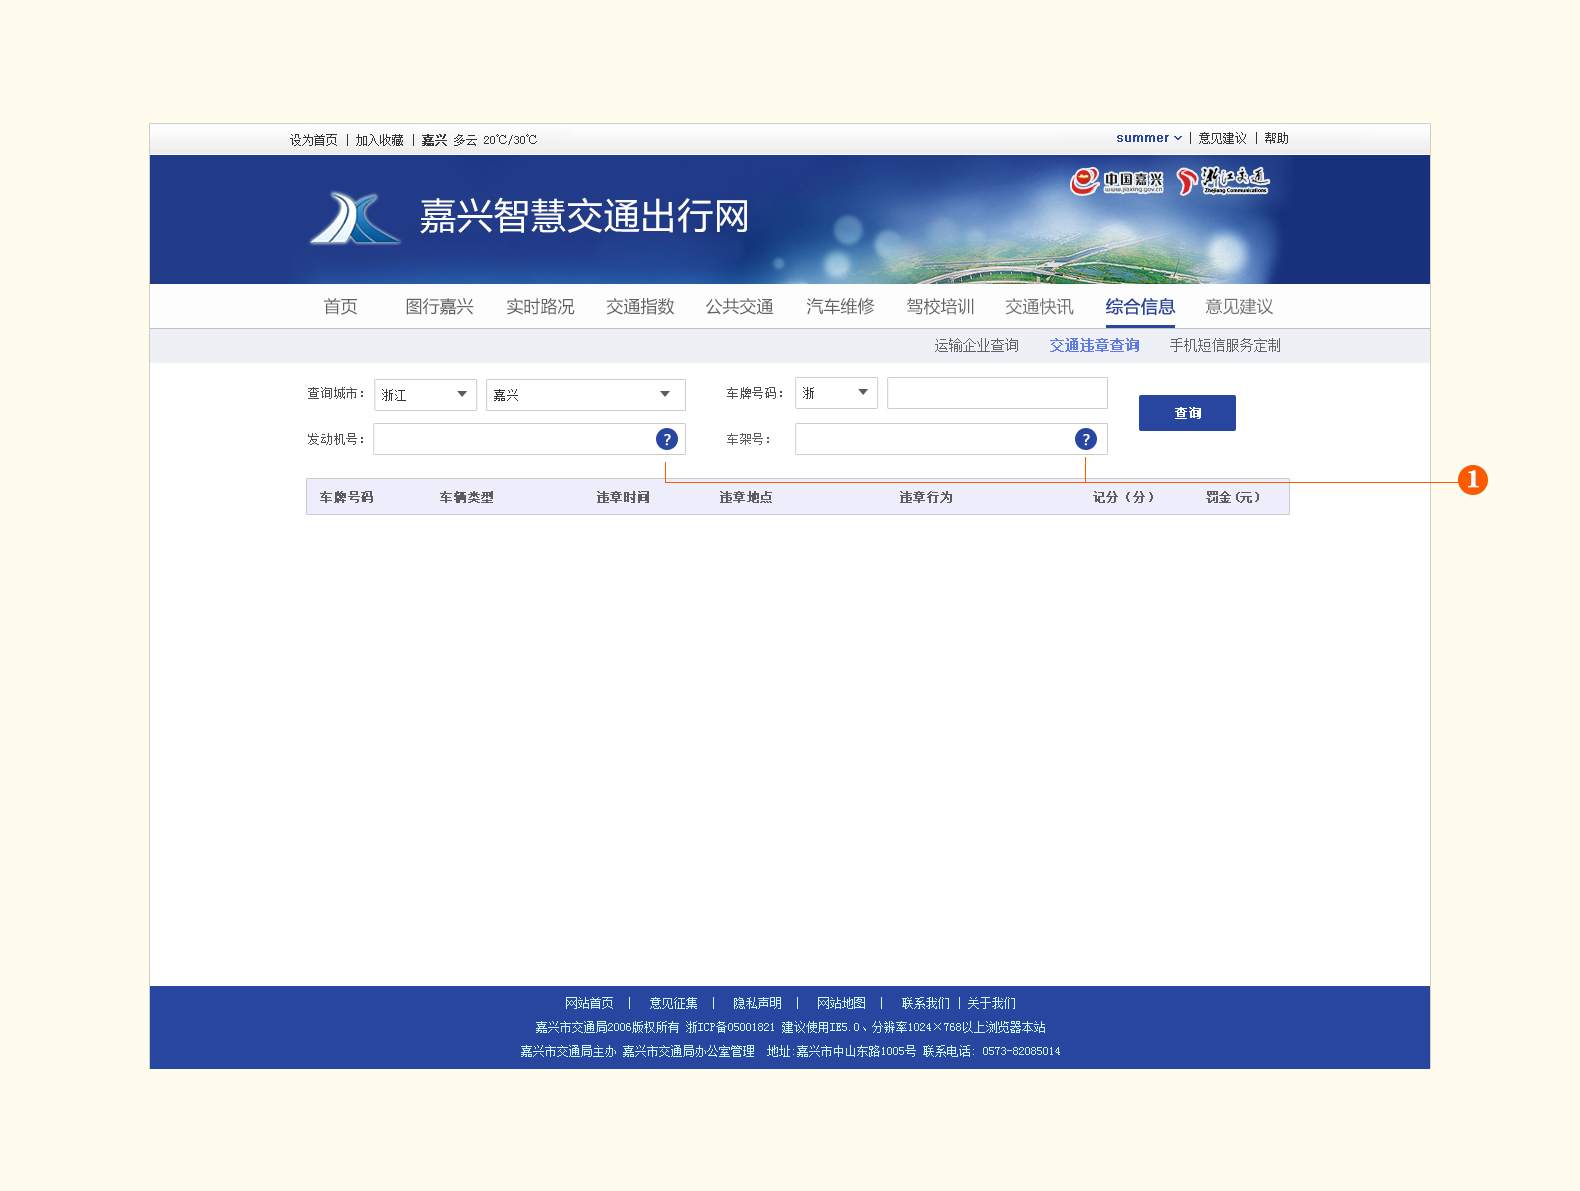 设为首页 | 加入收藏 | 嘉兴 多云 20℃/30℃
summer | 意见建议 | 帮助
中国嘉兴 浙江交通
www.jiaxing.gov.cn Zhejiang Communications
嘉兴智慧交通出行网
首页 图行嘉兴 实时路况 交通指数 公共交通 汽车维修 驾校培训 交通快讯 综合信息 意见建议
运输企业查询 交通违章查询 手机短信服务定制
查询城市： 浙江 嘉兴 车牌号码： 浙
查询
发动机号： ? 车架号： ?
1
车牌号码 车辆类型 违章时间 违章地点 违章行为 记分（分） 罚金(元)
网站首页 | 意见征集 | 隐私声明 | 网站地图 | 联系我们 | 关于我们
嘉兴市交通局2006版权所有 浙ICP备05001821 建议使用IE5.0、分辨率1024×768以上浏览器本站
嘉兴市交通局主办 嘉兴市交通局办公室管理 地址:嘉兴市中山东路1005号 联系电话: 0573-82085014